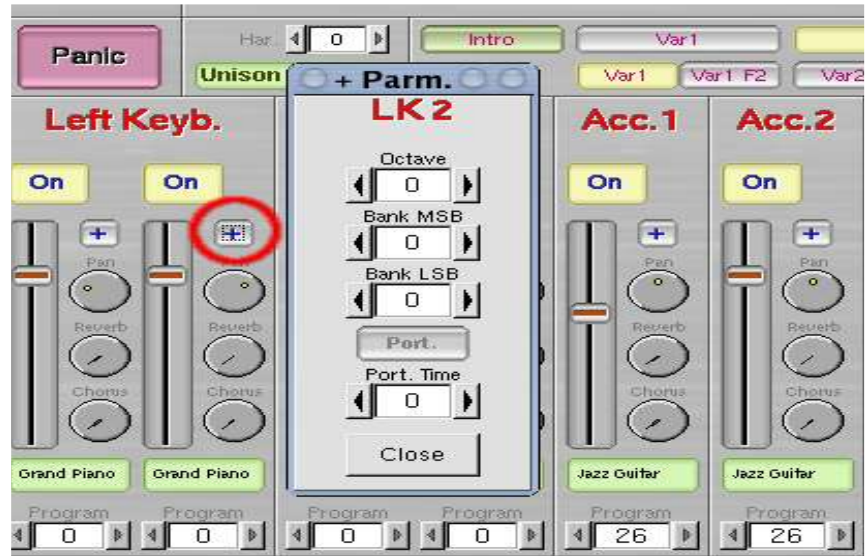 Panic
Har. 0
Intro
Var1
Unison
Var1
Var1 F2
Var2
+ Parm.
LK 2
Octave
0
Bank MSB
0
Bank LSB
0
Port.
Port. Time
0
Close
Left Keyb.
On
On
+
+
Pan
Reverb
Reverb
Chorus
Chorus
Grand Piano
Grand Piano
Program
Program
0
0
Program
Program
0
0
Acc.1
Acc.2
On
On
+
+
Pan
Pan
Reverb
Reverb
Chorus
Chorus
Jazz Guitar
Jazz Guitar
Program
Program
26
26